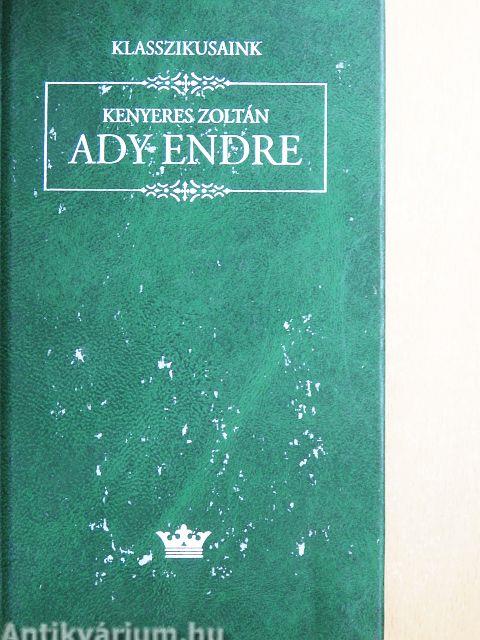 KLASSZIKUSAINK
KENYERES ZOLTÁN
ADY ENDRE
Antikvárium.hu